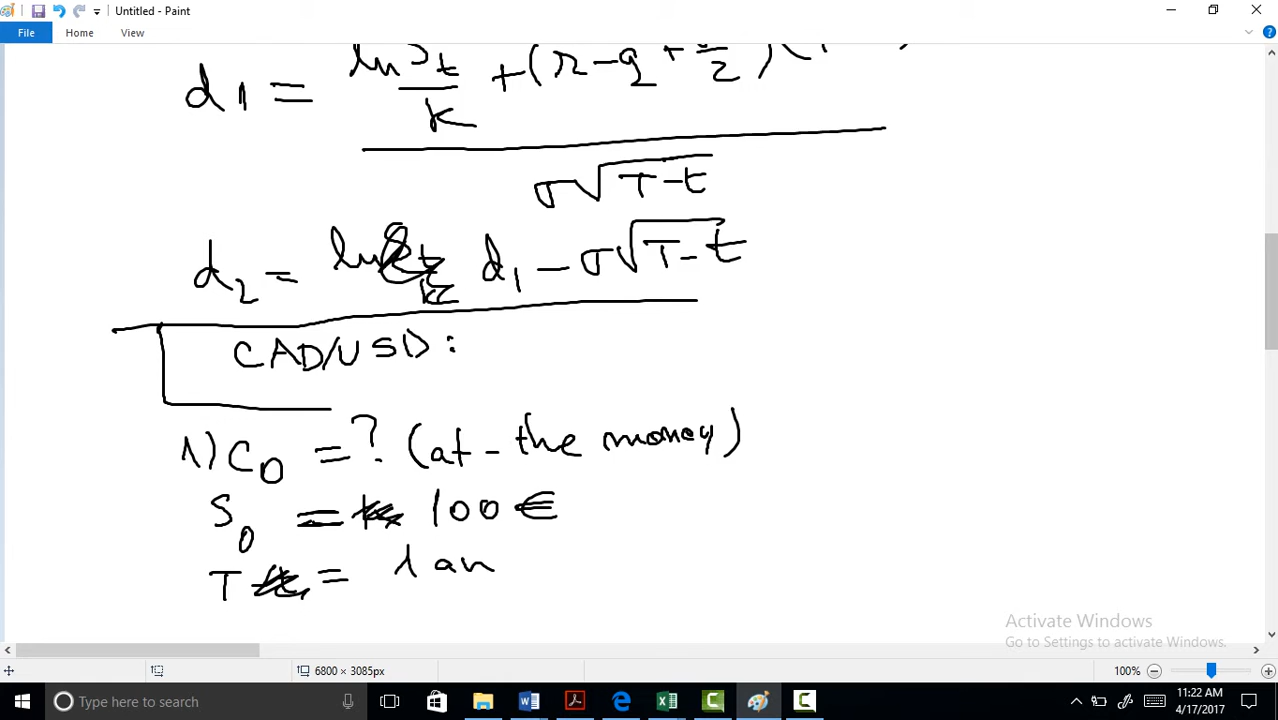 Untitled - Paint
File Home View
d1 = ln St/k + (r - q + /2)(
σ√T-t
d2 = d1 - σ√T-t
CAD/USD:
1) C0 = ? (at - the money)
S0 = 100 €
T = 1 an
Activate Windows
Go to Settings to activate Windows.
6800 × 3085px
100%
Type here to search
11:22 AM
4/17/2017